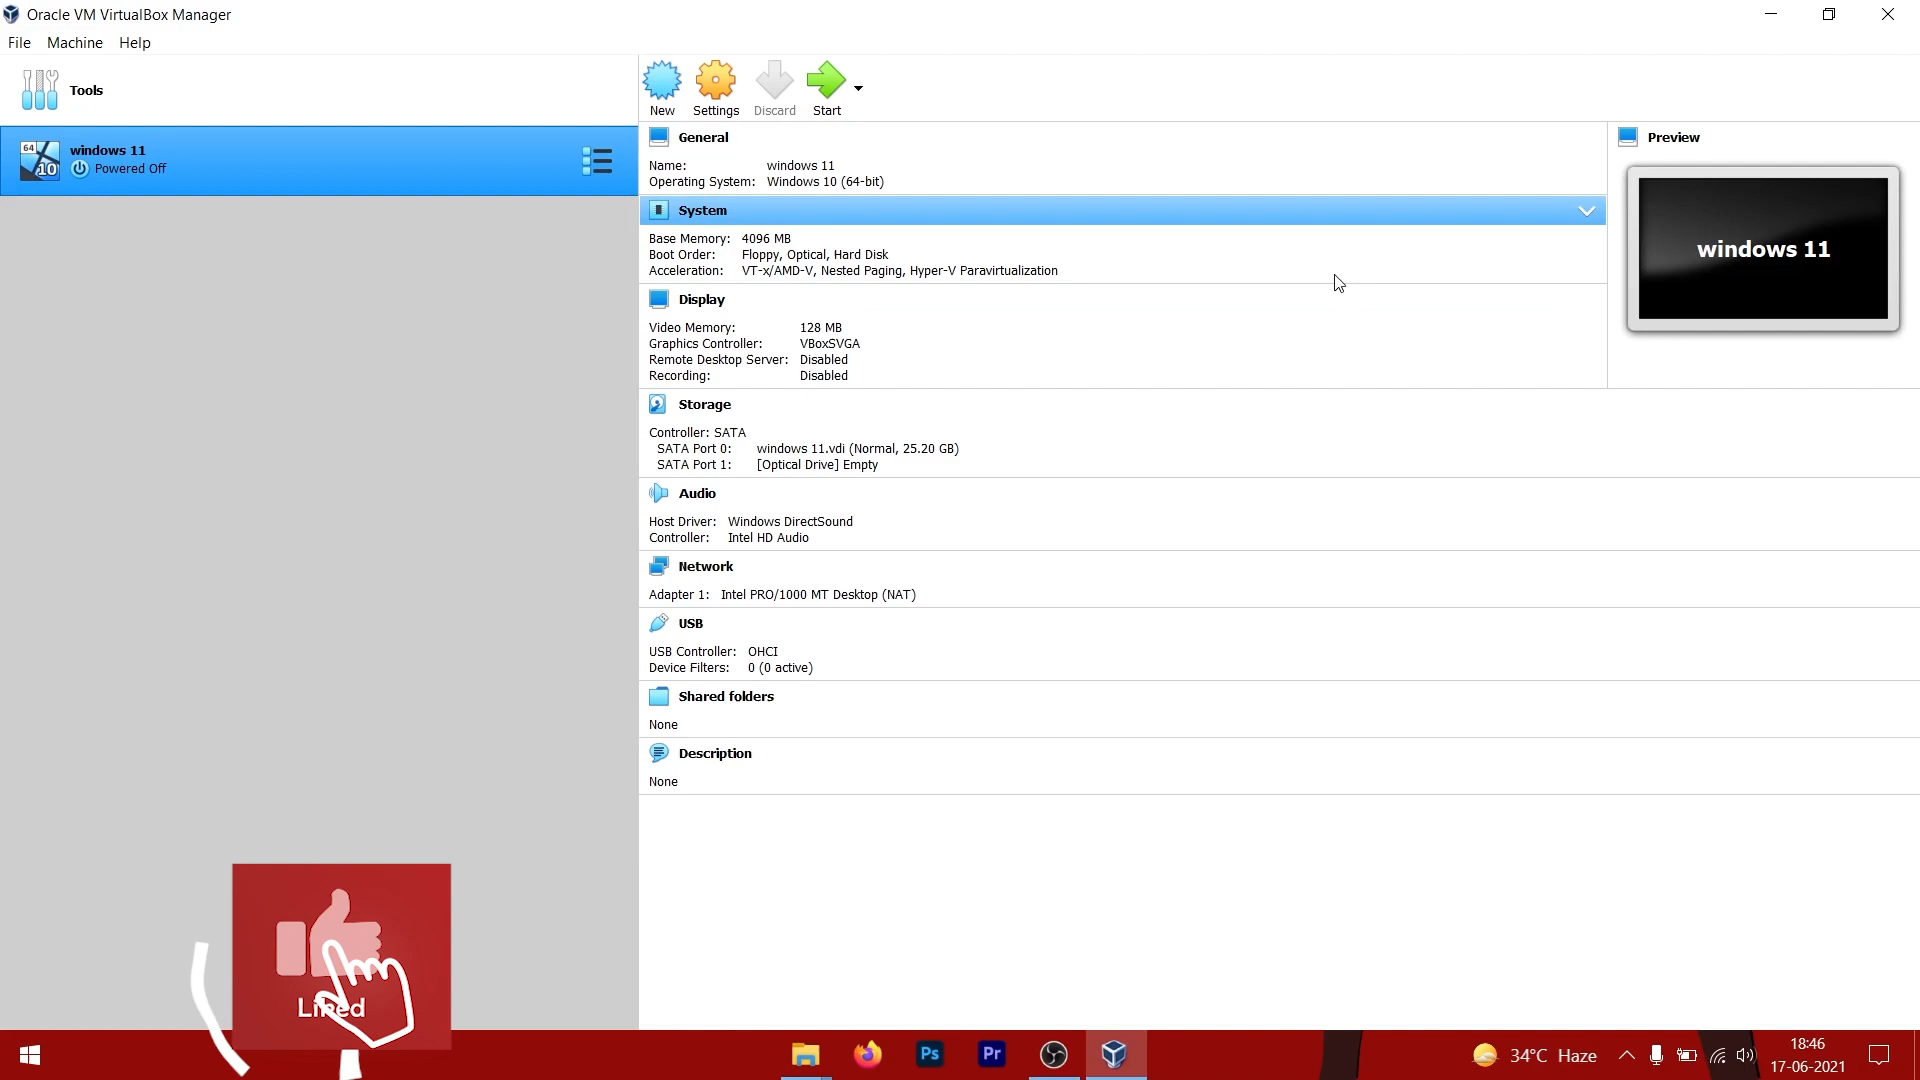 Oracle VM VirtualBox Manager
File Machine Help
Tools
New Settings Discard Start
64
10
windows 11
Powered Off
General
Name: windows 11
Operating System: Windows 10 (64-bit)
Preview
windows 11
System
Base Memory: 4096 MB
Boot Order: Floppy, Optical, Hard Disk
Acceleration: VT-x/AMD-V, Nested Paging, Hyper-V Paravirtualization
Display
Video Memory: 128 MB
Graphics Controller: VBoxSVGA
Remote Desktop Server: Disabled
Recording: Disabled
Storage
Controller: SATA
SATA Port 0: windows 11.vdi (Normal, 25.20 GB)
SATA Port 1: [Optical Drive] Empty
Audio
Host Driver: Windows DirectSound
Controller: Intel HD Audio
Network
Adapter 1: Intel PRO/1000 MT Desktop (NAT)
USB
USB Controller: OHCI
Device Filters: 0 (0 active)
Shared folders
None
Description
None
Liked
Ps
Pr
34°C Haze
18:46
17-06-2021